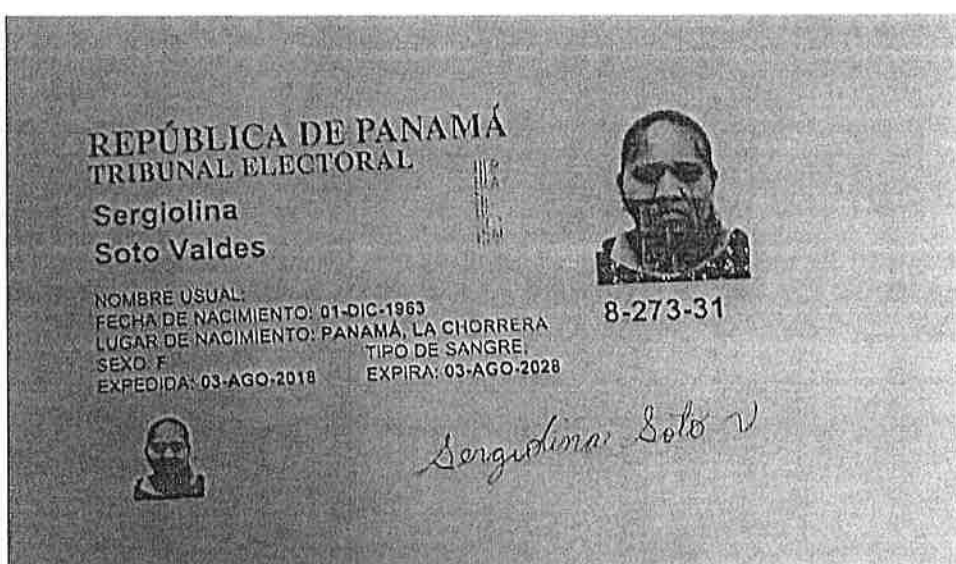 REPÚBLICA DE PANAMÁ
TRIBUNAL ELECTORAL
Sergiolina
Soto Valdes
NOMBRE USUAL:
FECHA DE NACIMIENTO: 01-DIC-1963
LUGAR DE NACIMIENTO: PANAMÁ, LA CHORRERA
SEXO: F TIPO DE SANGRE:
EXPEDIDA: 03-AGO-2018 EXPIRA: 03-AGO-2028
8-273-31
Sergiolina Soto V